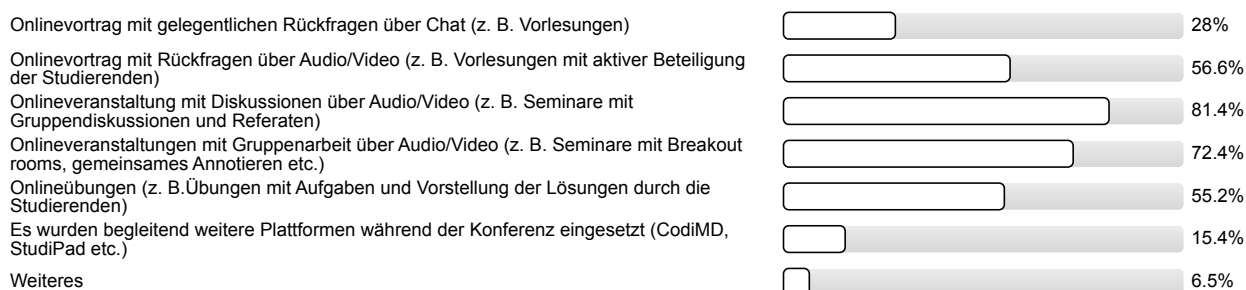 Onlinevortrag mit gelegentlichen Rückfragen über Chat (z. B. Vorlesungen)
28%
Onlinevortrag mit Rückfragen über Audio/Video (z. B. Vorlesungen mit aktiver Beteiligung
der Studierenden)
56.6%
Onlineveranstaltung mit Diskussionen über Audio/Video (z. B. Seminare mit
Gruppendiskussionen und Referaten)
81.4%
Onlineveranstaltungen mit Gruppenarbeit über Audio/Video (z. B. Seminare mit Breakout
rooms, gemeinsames Annotieren etc.)
72.4%
Onlineübungen (z. B.Übungen mit Aufgaben und Vorstellung der Lösungen durch die
Studierenden)
55.2%
Es wurden begleitend weitere Plattformen während der Konferenz eingesetzt (CodiMD,
StudiPad etc.)
15.4%
Weiteres
6.5%